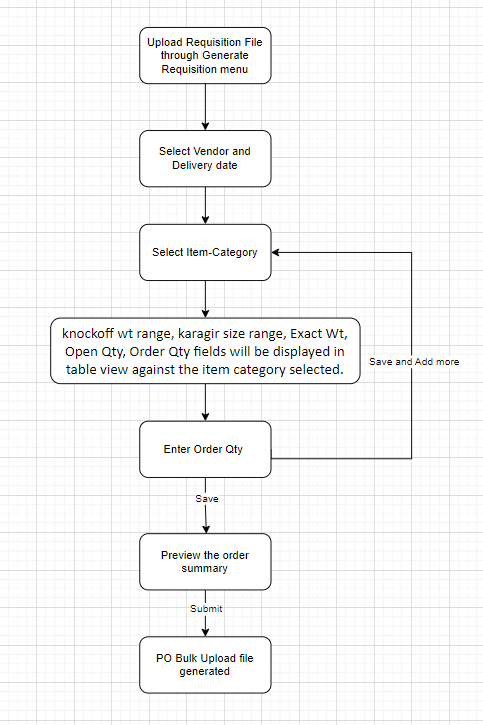 Upload Requisition File
through Generate
Requisition menu
Select Vendor and
Delivery date
Select Item-Category
knockoff wt range, karagir size range, Exact Wt,
Open Qty, Order Qty fields will be displayed in
table view against the item category selected.
Save and Add more
Enter Order Qty
Save
Preview the order
summary
Submit
PO Bulk Upload file
generated